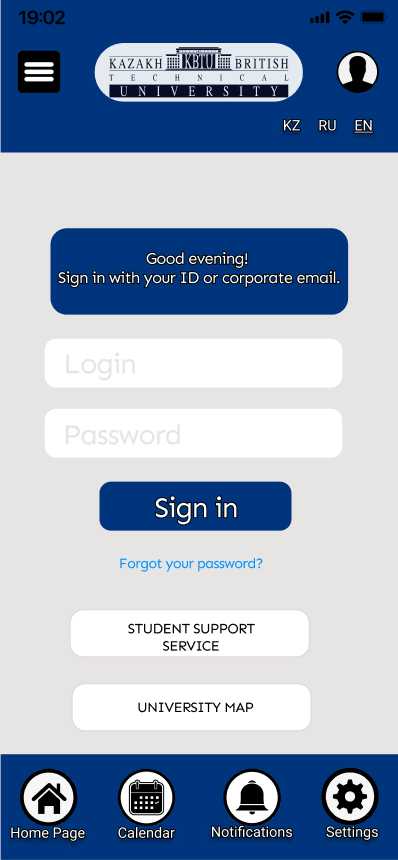 19:02
KAZAKH KBTU BRITISH
TECHNICAL
UNIVERSITY
KZ RU EN
Good evening!
Sign in with your ID or corporate email.
Login
Password
Sign in
Forgot your password?
STUDENT SUPPORT
SERVICE
UNIVERSITY MAP
Home Page Calendar Notifications Settings